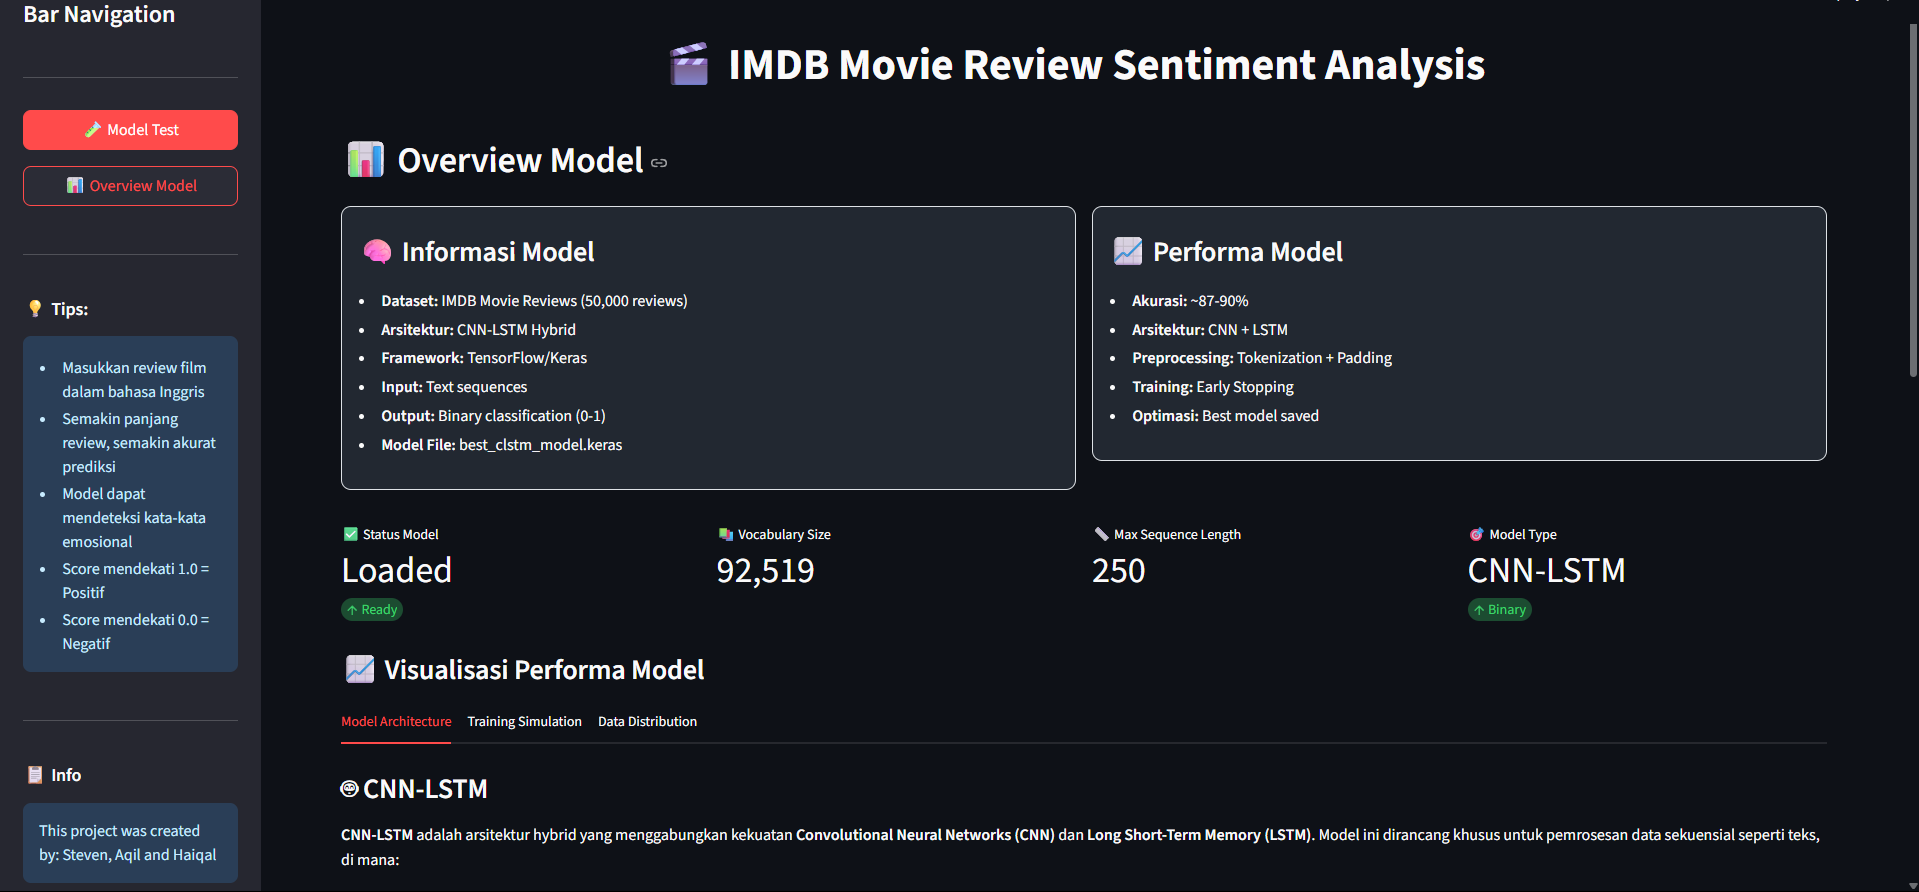 Bar Navigation
Model Test
Overview Model
Tips:
Masukkan review film
dalam bahasa Inggris
Semakin panjang
review, semakin akurat
prediksi
Model dapat
mendeteksi kata-kata
emosional
Score mendekati 1.0 =
Positif
Score mendekati 0.0 =
Negatif
Info
This project was created
by: Steven, Aqil and Haiqal
IMDB Movie Review Sentiment Analysis
Overview Model
Informasi Model
Dataset: IMDB Movie Reviews (50,000 reviews)
Arsitektur: CNN-LSTM Hybrid
Framework: TensorFlow/Keras
Input: Text sequences
Output: Binary classification (0-1)
Model File: best_clstm_model.keras
Performa Model
Akurasi: ~87-90%
Arsitektur: CNN + LSTM
Preprocessing: Tokenization + Padding
Training: Early Stopping
Optimasi: Best model saved
Status Model
Loaded
↑ Ready
Vocabulary Size
92,519
Max Sequence Length
250
Model Type
CNN-LSTM
↑ Binary
Visualisasi Performa Model
Model Architecture Training Simulation Data Distribution
CNN-LSTM
CNN-LSTM adalah arsitektur hybrid yang menggabungkan kekuatan Convolutional Neural Networks (CNN) dan Long Short-Term Memory (LSTM). Model ini dirancang khusus untuk pemrosesan data sekuensial seperti teks,
di mana: